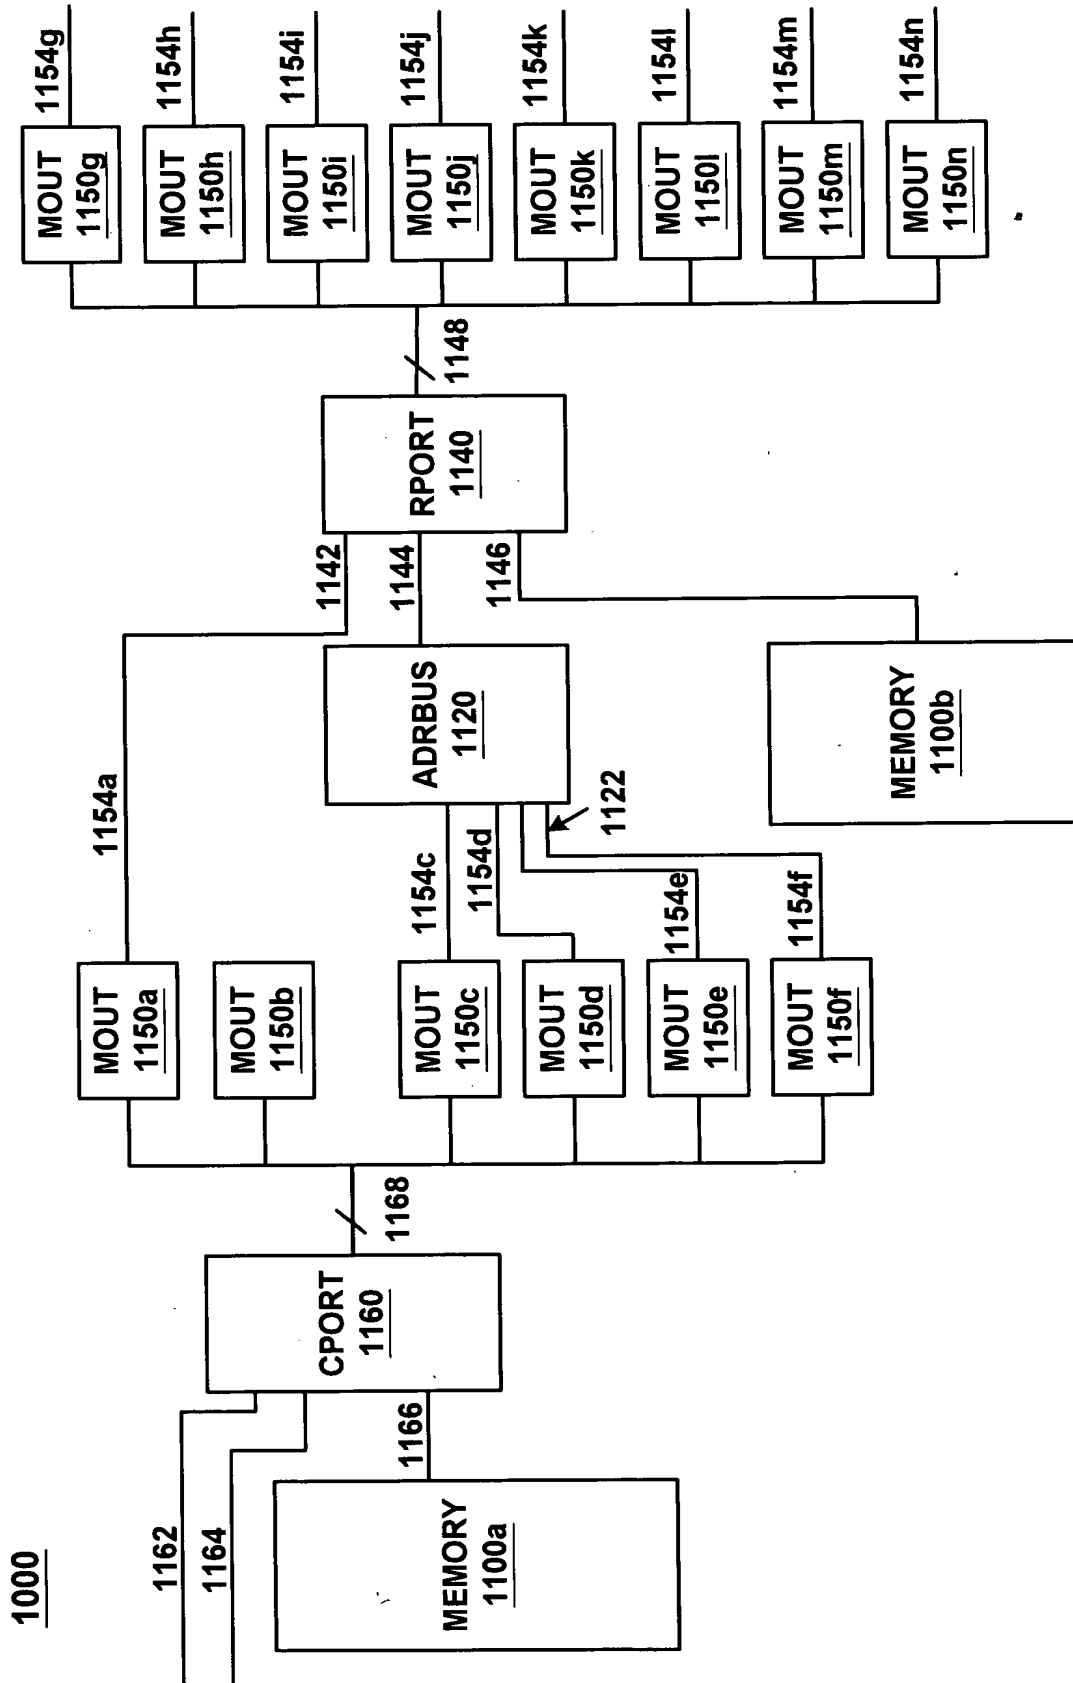 1000
1162
1164
MEMORY
1100a
1166
CPORT
1160
1168
MOUT
1150a
MOUT
1150b
MOUT
1150c
MOUT
1150d
MOUT
1150e
MOUT
1150f
1154a
1154c
1154d
1154e
1154f
1122
ADRBUS
1120
MEMORY
1100b
1142
1144
1146
RPORT
1140
1148
MOUT
1150g
MOUT
1150h
MOUT
1150i
MOUT
1150j
MOUT
1150k
MOUT
1150l
MOUT
1150m
MOUT
1150n
1154g
1154h
1154i
1154j
1154k
1154l
1154m
1154n